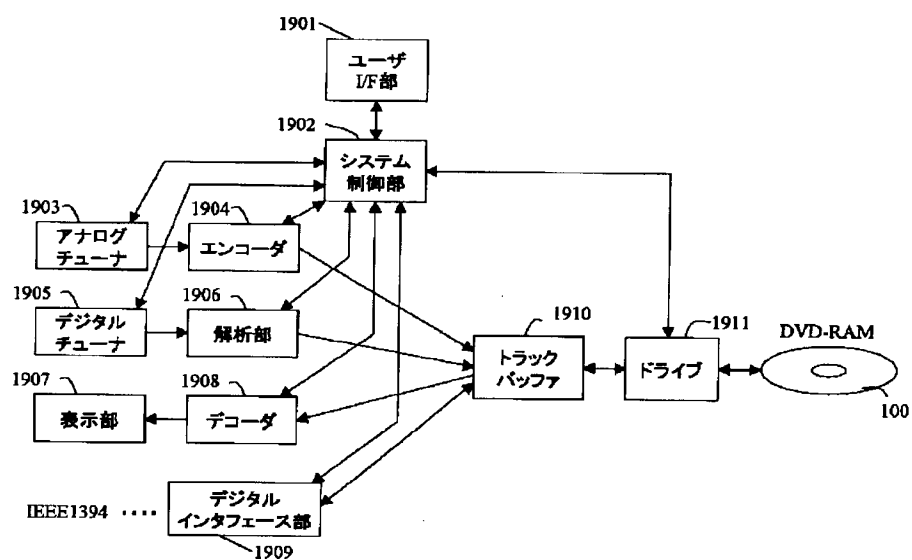 1901
ユーザ
I/F部
1902
システム
制御部
1903
アナログ
チューナ
1904
エンコーダ
1905
デジタル
チューナ
1906
解析部
1907
表示部
1908
デコーダ
IEEE1394 ‥‥
デジタル
インタフェース部
1909
1910
トラック
バッファ
1911
ドライブ
DVD-RAM
100